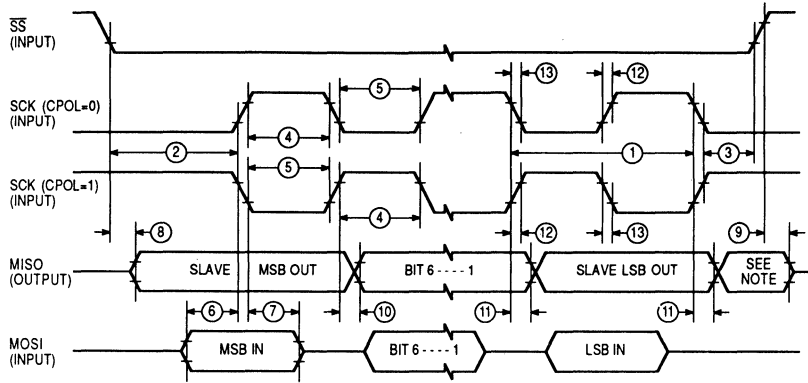 SS
(INPUT)
⑬ ⑫
⑤
SCK (CPOL=0)
(INPUT)
④
② ① ③
⑤
SCK (CPOL=1)
(INPUT)
④
⑧ ⑫ ⑬ ⑨
MISO
(OUTPUT)
SLAVE MSB OUT
BIT 6 - - - - 1
SLAVE LSB OUT
SEE
NOTE
⑥ ⑦ ⑩ ⑪ ⑪
MOSI
(INPUT)
MSB IN
BIT 6 - - - - 1
LSB IN